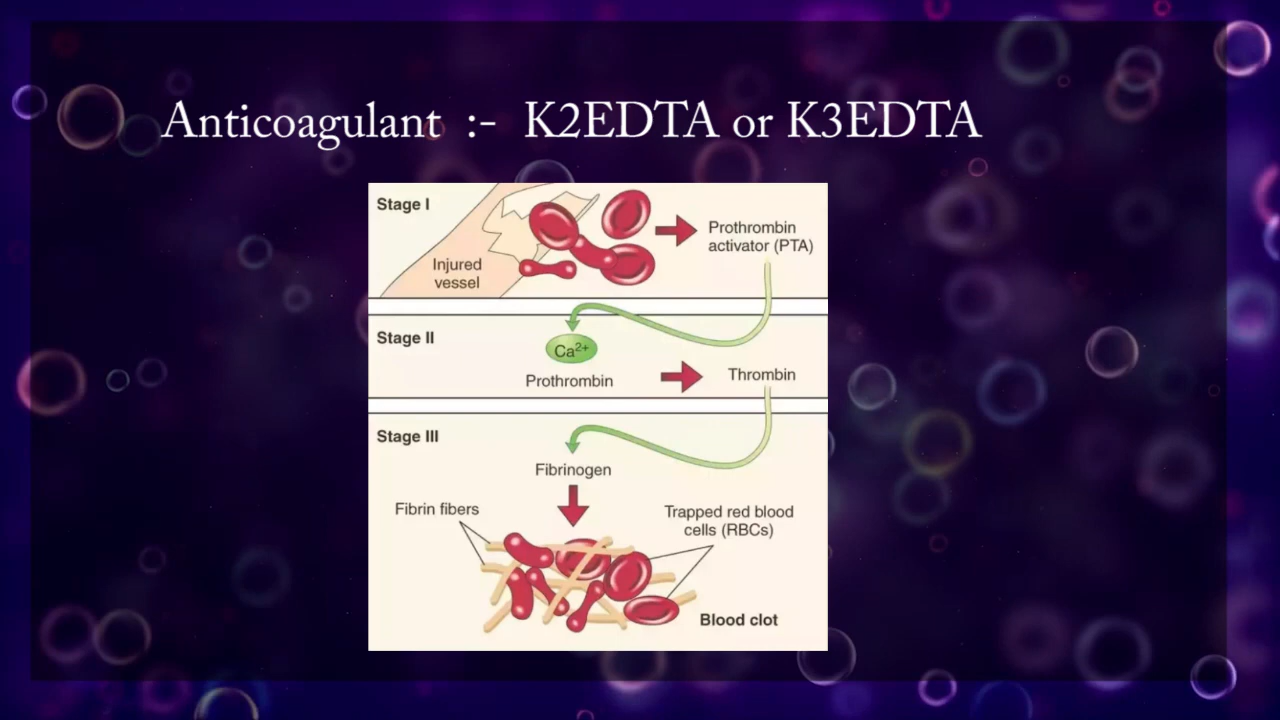 Anticoagulant :- K2EDTA or K3EDTA
Stage I
Injured
vessel
Prothrombin
activator (PTA)
Stage II
Ca2+
Prothrombin
Thrombin
Stage III
Fibrinogen
Fibrin fibers
Trapped red blood
cells (RBCs)
Blood clot